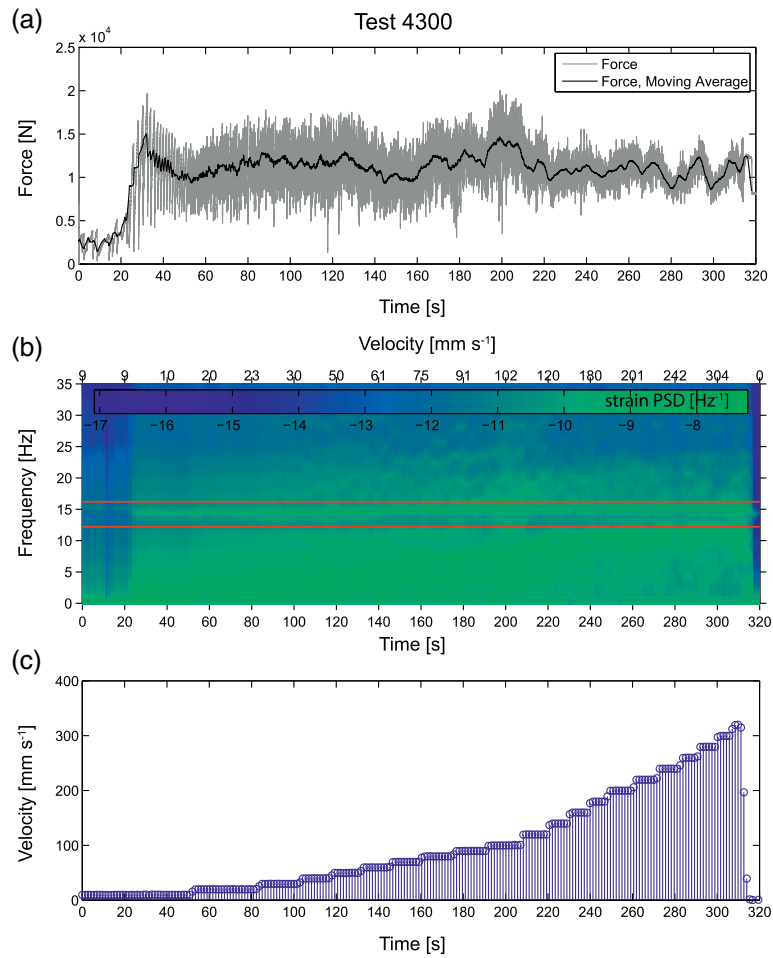 (a)
Test 4300
x 10⁴
2.5
2.0
1.5
1.0
0.5
0
Force [N]
Force
Force, Moving Average
0 20 40 60 80 100 120 140 160 180 200 220 240 260 280 300 320
Time [s]
(b)
Velocity [mm s⁻¹]
9 9 10 20 23 30 50 61 75 91 102 120 180 201 242 304 0
35
30
25
20
15
10
5
0
Frequency [Hz]
strain PSD [Hz⁻¹]
−17 −16 −15 −14 −13 −12 −11 −10 −9 −8
0 20 40 60 80 100 120 140 160 180 200 220 240 260 280 300 320
Time [s]
(c)
400
300
200
100
0
Velocity [mm s⁻¹]
0 20 40 60 80 100 120 140 160 180 200 220 240 260 280 300 320
Time [s]